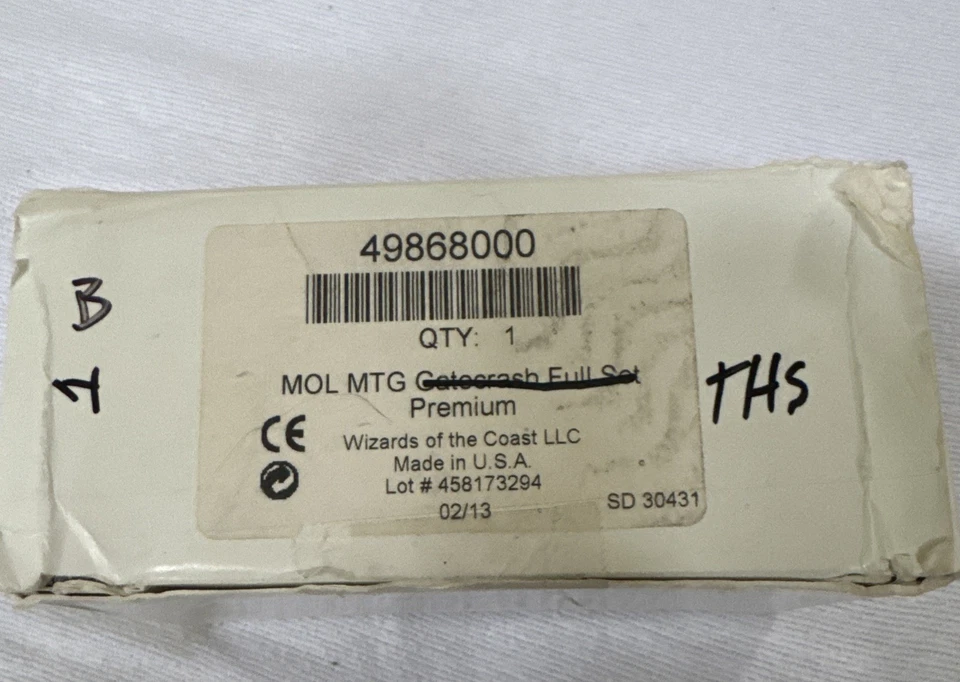 49868000
QTY: 1
MOL MTG Gatecrash Full Set
Premium
CE
Wizards of the Coast LLC
Made in U.S.A.
Lot # 458173294
02/13
SD 30431
B
1
THS